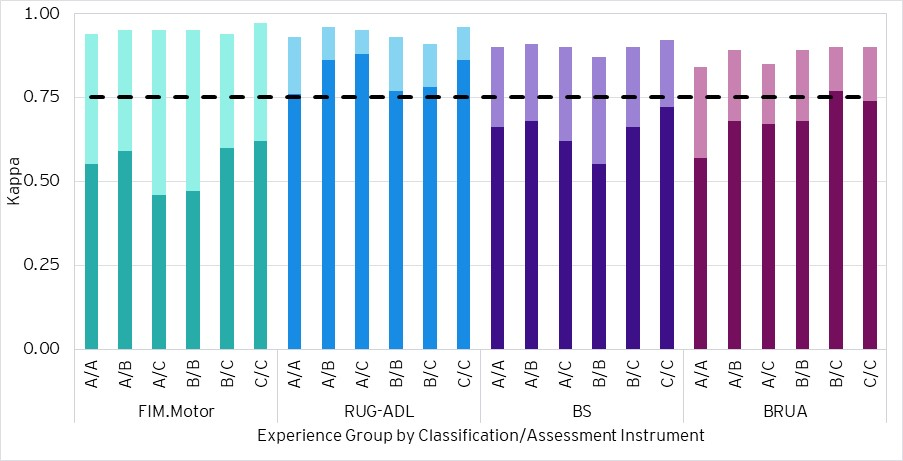 1.00
0.75
0.50
0.25
0.00
Kappa
A/A A/B A/C B/B B/C C/C A/A A/B A/C B/B B/C C/C A/A A/B A/C B/B B/C C/C A/A A/B A/C B/B B/C C/C
FIM.Motor RUG-ADL BS BRUA
Experience Group by Classification/Assessment Instrument